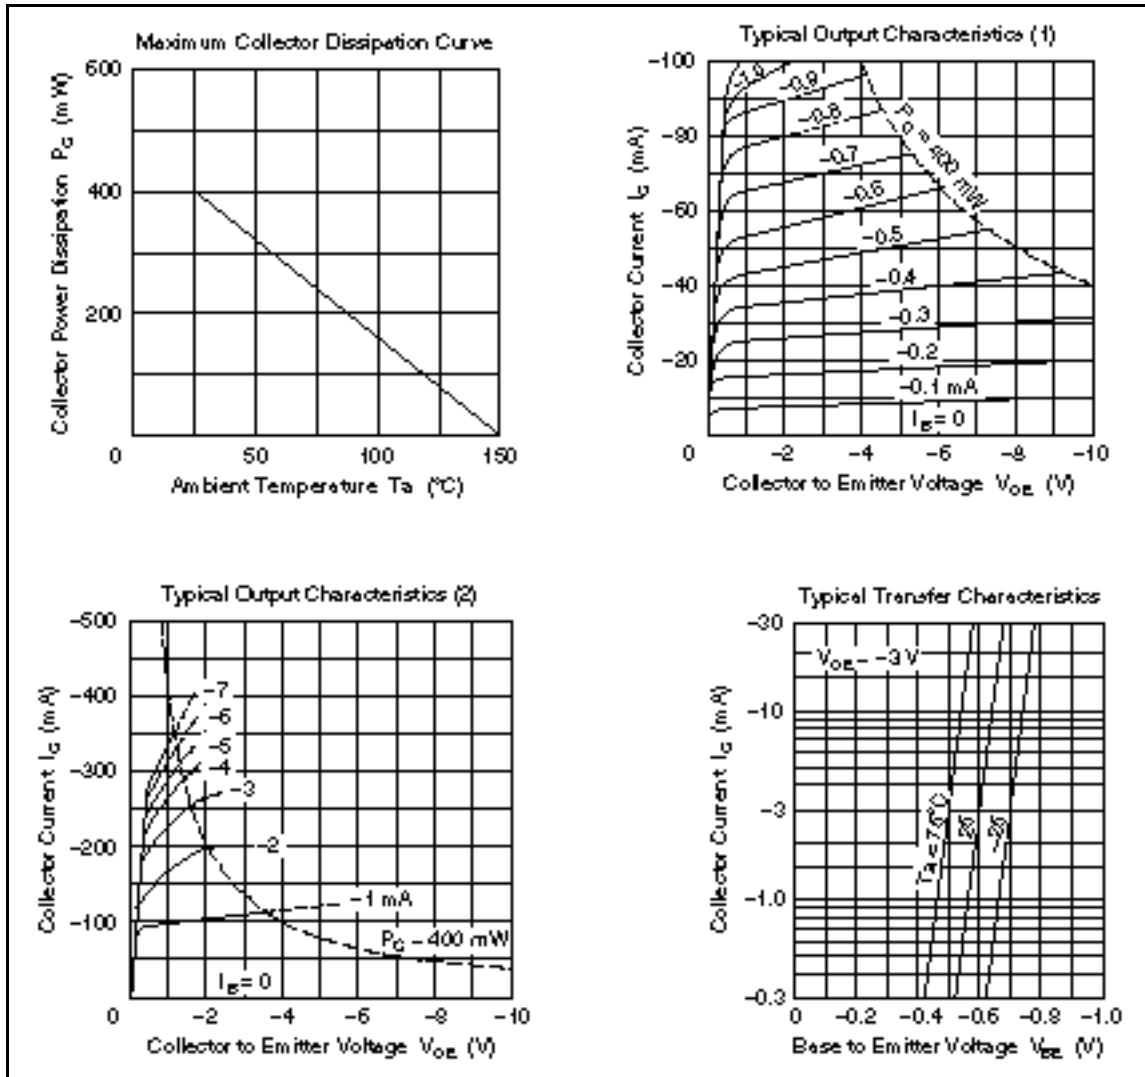 Maximum Collector Dissipation Curve
Collector Power Dissipation P_C (mW)
600
400
200
0
50
100
150
Ambient Temperature Ta (°C)
Typical Output Characteristics (1)
Collector Current I_C (mA)
−100
−80
−60
−40
−20
0
−2
−4
−6
−8
−10
−1.0
−0.9
−0.8
−0.7
−0.6
−0.5
−0.4
−0.3
−0.2
−0.1 mA
I_B = 0
P_C = 400 mW
Collector to Emitter Voltage V_CE (V)
Typical Output Characteristics (2)
Collector Current I_C (mA)
−500
−400
−300
−200
−100
0
−2
−4
−6
−8
−10
−7
−6
−5
−4
−3
−2
−1 mA
P_C = 400 mW
I_B = 0
Collector to Emitter Voltage V_CE (V)
Typical Transfer Characteristics
Collector Current I_C (mA)
−30
−10
−3
−1.0
−0.3
V_CE = −3 V
Ta = 75°C
25
−25
0
−0.2
−0.4
−0.6
−0.8
−1.0
Base to Emitter Voltage V_BE (V)